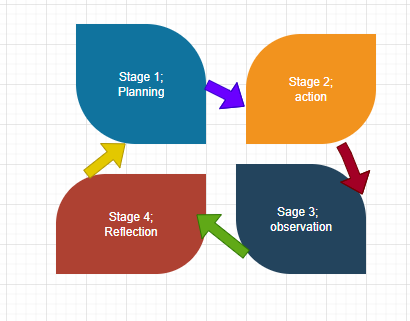 Stage 1;
Planning
Stage 2;
action
Sage 3;
observation
Stage 4;
Reflection